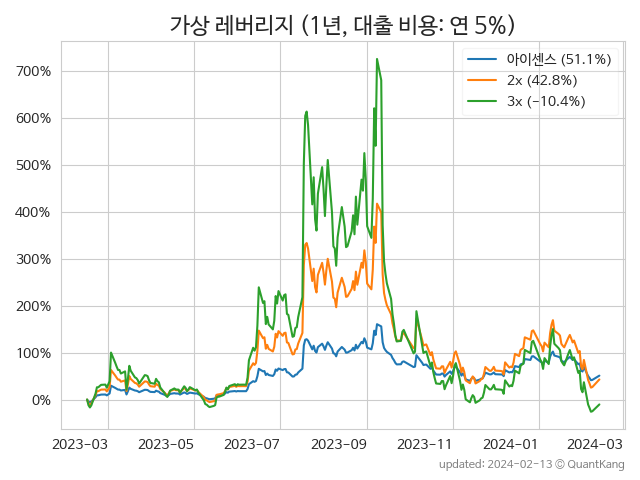 가상 레버리지 (1년, 대출 비용: 연 5%)
아이센스 (51.1%)
2x (42.8%)
3x (−10.4%)
700%
600%
500%
400%
300%
200%
100%
0%
2023-03 2023-05 2023-07 2023-09 2023-11 2024-01 2024-03
updated: 2024-02-13 © QuantKang